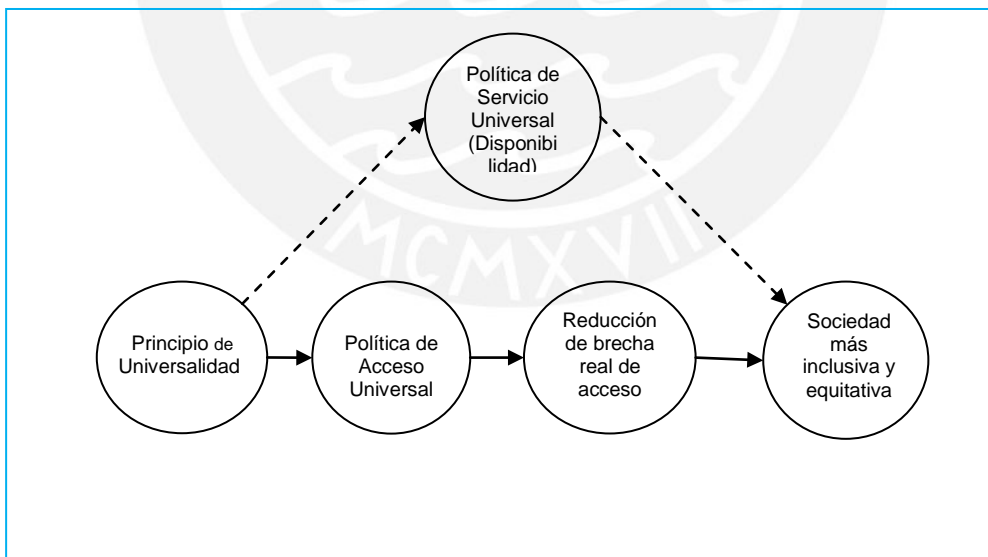 Política de
Servicio
Universal
(Disponibi
lidad)
MCMXVII
Principio de
Universalidad
Política de
Acceso
Universal
Reducción
de brecha
real de
acceso
Sociedad
más
inclusiva y
equitativa